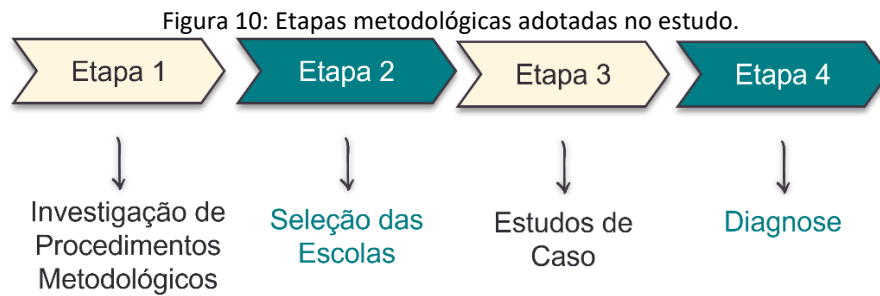 Figura 10: Etapas metodológicas adotadas no estudo.
Etapa 1
Etapa 2
Etapa 3
Etapa 4
Investigação de
Procedimentos
Metodológicos
Seleção das
Escolas
Estudos de
Caso
Diagnose